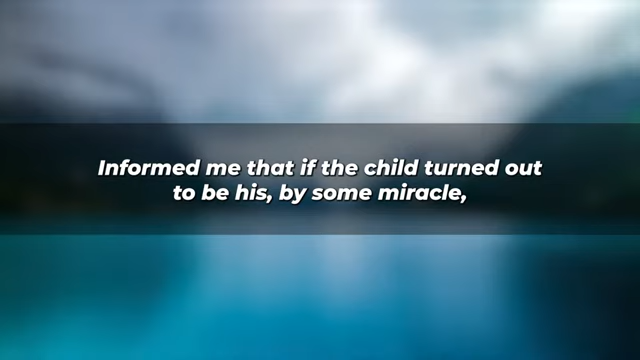 Informed me that if the child turned out
to be his, by some miracle,